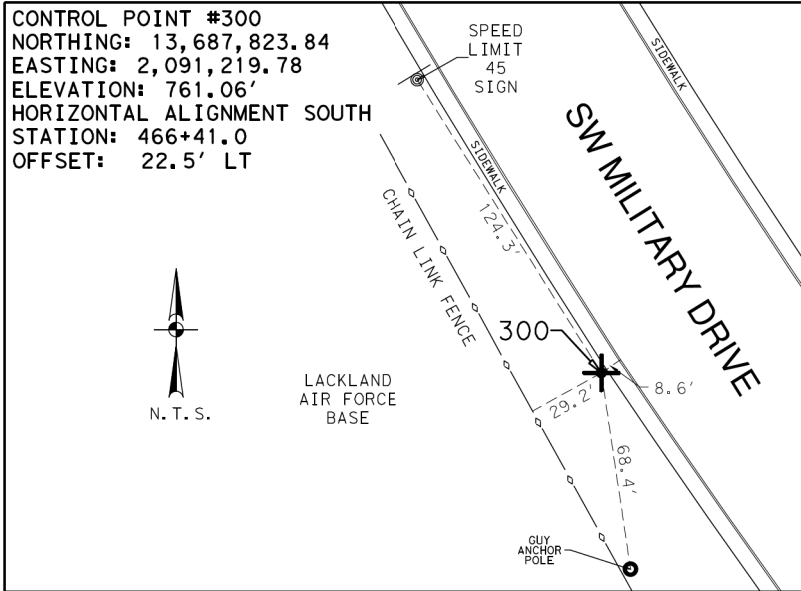 CONTROL POINT #300
NORTHING: 13,687,823.84
EASTING: 2,091,219.78
ELEVATION: 761.06'
HORIZONTAL ALIGNMENT SOUTH
STATION: 466+41.0
OFFSET: 22.5' LT
SPEED
LIMIT
45
SIGN
SIDEWALK
SW MILITARY DRIVE
SIDEWALK
124.3'
CHAIN LINK FENCE
300
8.6'
29.2'
68.4'
LACKLAND
AIR FORCE
BASE
N.T.S.
GUY
ANCHOR
POLE